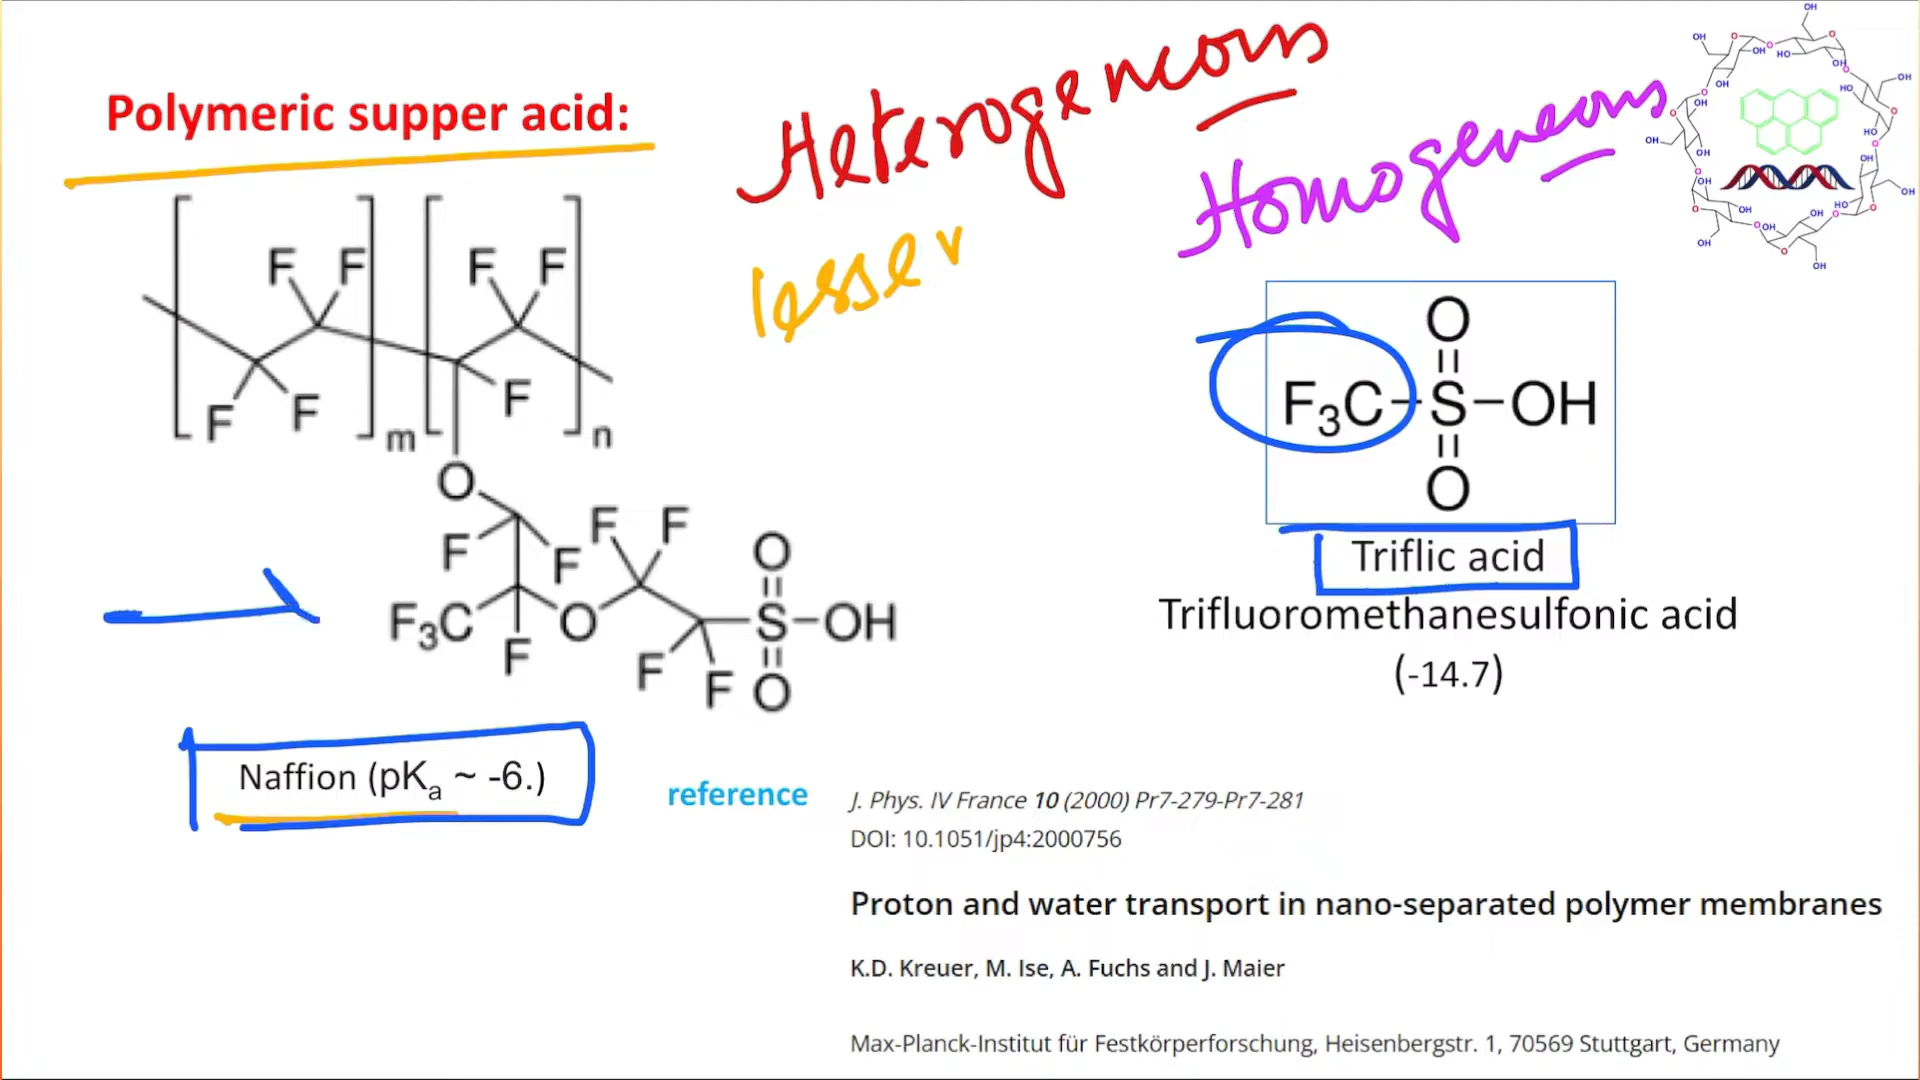 Polymeric supper acid:
Heterogeneous
Homogeneous
lesser
F F F F
F F m F n
O
F F F F
F3C F O F F O S OH O
Naffion (pKa ~ -6.)
O
F3C-S-OH
O
Triflic acid
Trifluoromethanesulfonic acid
(-14.7)
reference
J. Phys. IV France 10 (2000) Pr7-279-Pr7-281
DOI: 10.1051/jp4:2000756
Proton and water transport in nano-separated polymer membranes
K.D. Kreuer, M. Ise, A. Fuchs and J. Maier
Max-Planck-Institut für Festkörperforschung, Heisenbergstr. 1, 70569 Stuttgart, Germany